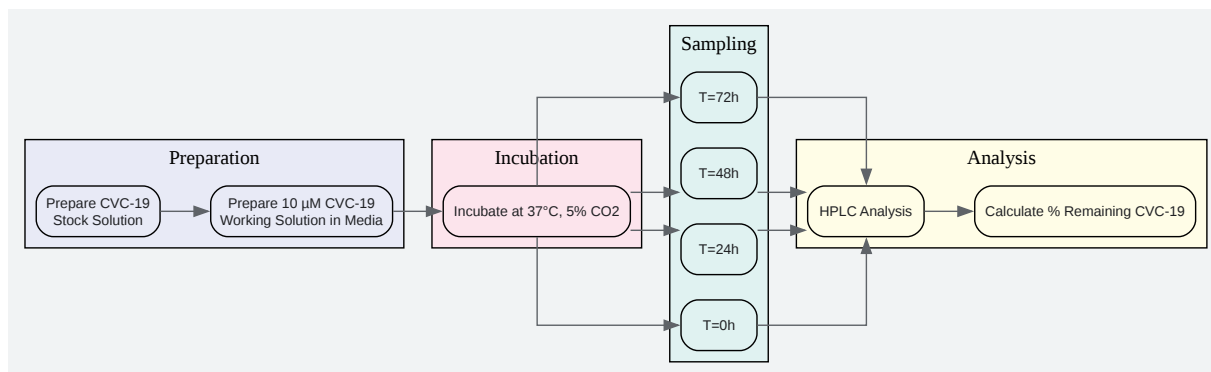 Preparation
Prepare CVC-19
Stock Solution
Prepare 10 µM CVC-19
Working Solution in Media
Incubation
Incubate at 37°C, 5% CO2
Sampling
T=72h
T=48h
T=24h
T=0h
Analysis
HPLC Analysis
Calculate % Remaining CVC-19